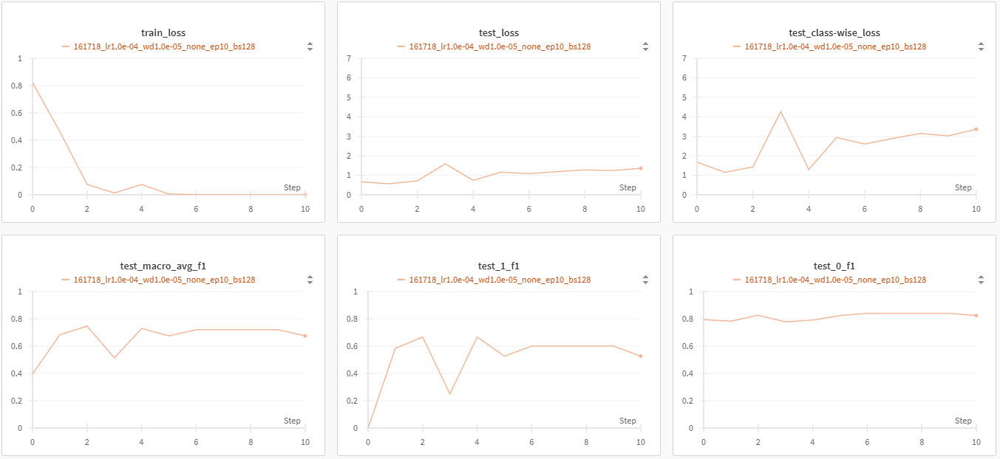 train_loss
161718_lr1.0e-04_wd1.0e-05_none_ep10_bs128
1
0.8
0.6
0.4
0.2
0
Step
0 2 4 6 8 10
test_loss
161718_lr1.0e-04_wd1.0e-05_none_ep10_bs128
7
6
5
4
3
2
1
0
Step
0 2 4 6 8 10
test_class-wise_loss
161718_lr1.0e-04_wd1.0e-05_none_ep10_bs128
7
6
5
4
3
2
1
0
Step
0 2 4 6 8 10
test_macro_avg_f1
161718_lr1.0e-04_wd1.0e-05_none_ep10_bs128
1
0.8
0.6
0.4
0.2
0
Step
0 2 4 6 8 10
test_1_f1
161718_lr1.0e-04_wd1.0e-05_none_ep10_bs128
1
0.8
0.6
0.4
0.2
0
Step
0 2 4 6 8 10
test_0_f1
161718_lr1.0e-04_wd1.0e-05_none_ep10_bs128
1
0.8
0.6
0.4
0.2
0
Step
0 2 4 6 8 10